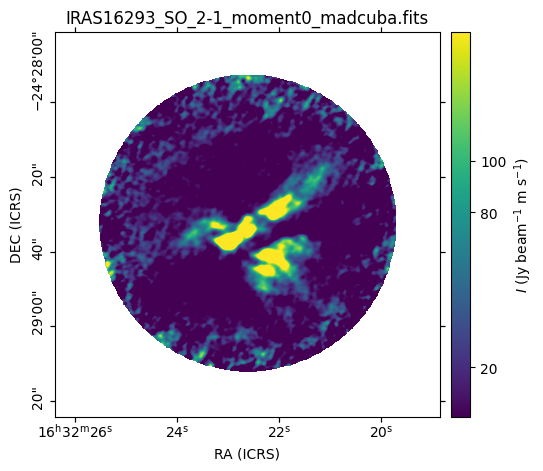 IRAS16293_SO_2-1_moment0_madcuba.fits
−24°28'00"
20"
40'
29'00"
20"
DEC (ICRS)
16ʰ32ᵐ26ˢ
24ˢ
22ˢ
20ˢ
RA (ICRS)
100
80
20
I (Jy beam⁻¹ m s⁻¹)